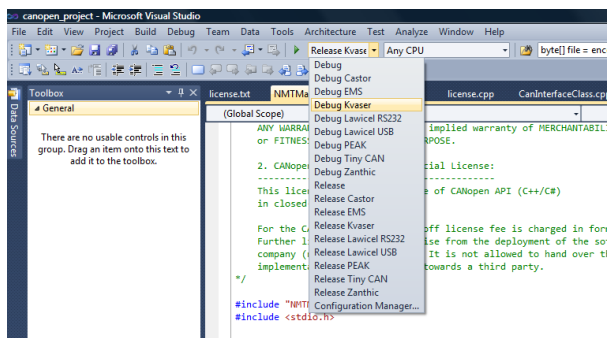 canopen_project - Microsoft Visual Studio
File Edit View Project Build Debug Team Data Tools Architecture Test Analyze Window Help
Release Kvase Any CPU byte[] file = enc
Toolbox
license.txt NMTMa license.cpp CanInterfaceClass.cpp
General
(Global Scope)
Data Sources
There are no usable controls in this
group. Drag an item onto this text to
add it to the toolbox.
Debug
Debug Castor
Debug EMS
Debug Kvaser
Debug Lawicel RS232
Debug Lawicel USB
Debug PEAK
Debug Tiny CAN
Debug Zanthic
Release
Release Castor
Release EMS
Release Kvaser
Release Lawicel RS232
Release Lawicel USB
Release PEAK
Release Tiny CAN
Release Zanthic
Configuration Manager...
ANY WARRA implied warranty of MERCHANTABIL
or FITNES RPOSE.
2. CANope cial License:
This lice e of CANopen API (C++/C#)
in closed
For the CA off license fee is charged in for
Further l ise from the deployment of the so
company ( It is not allowed to hand over th
implement towards a third party.
*/
#include "NMTM
#include <stdio.h>